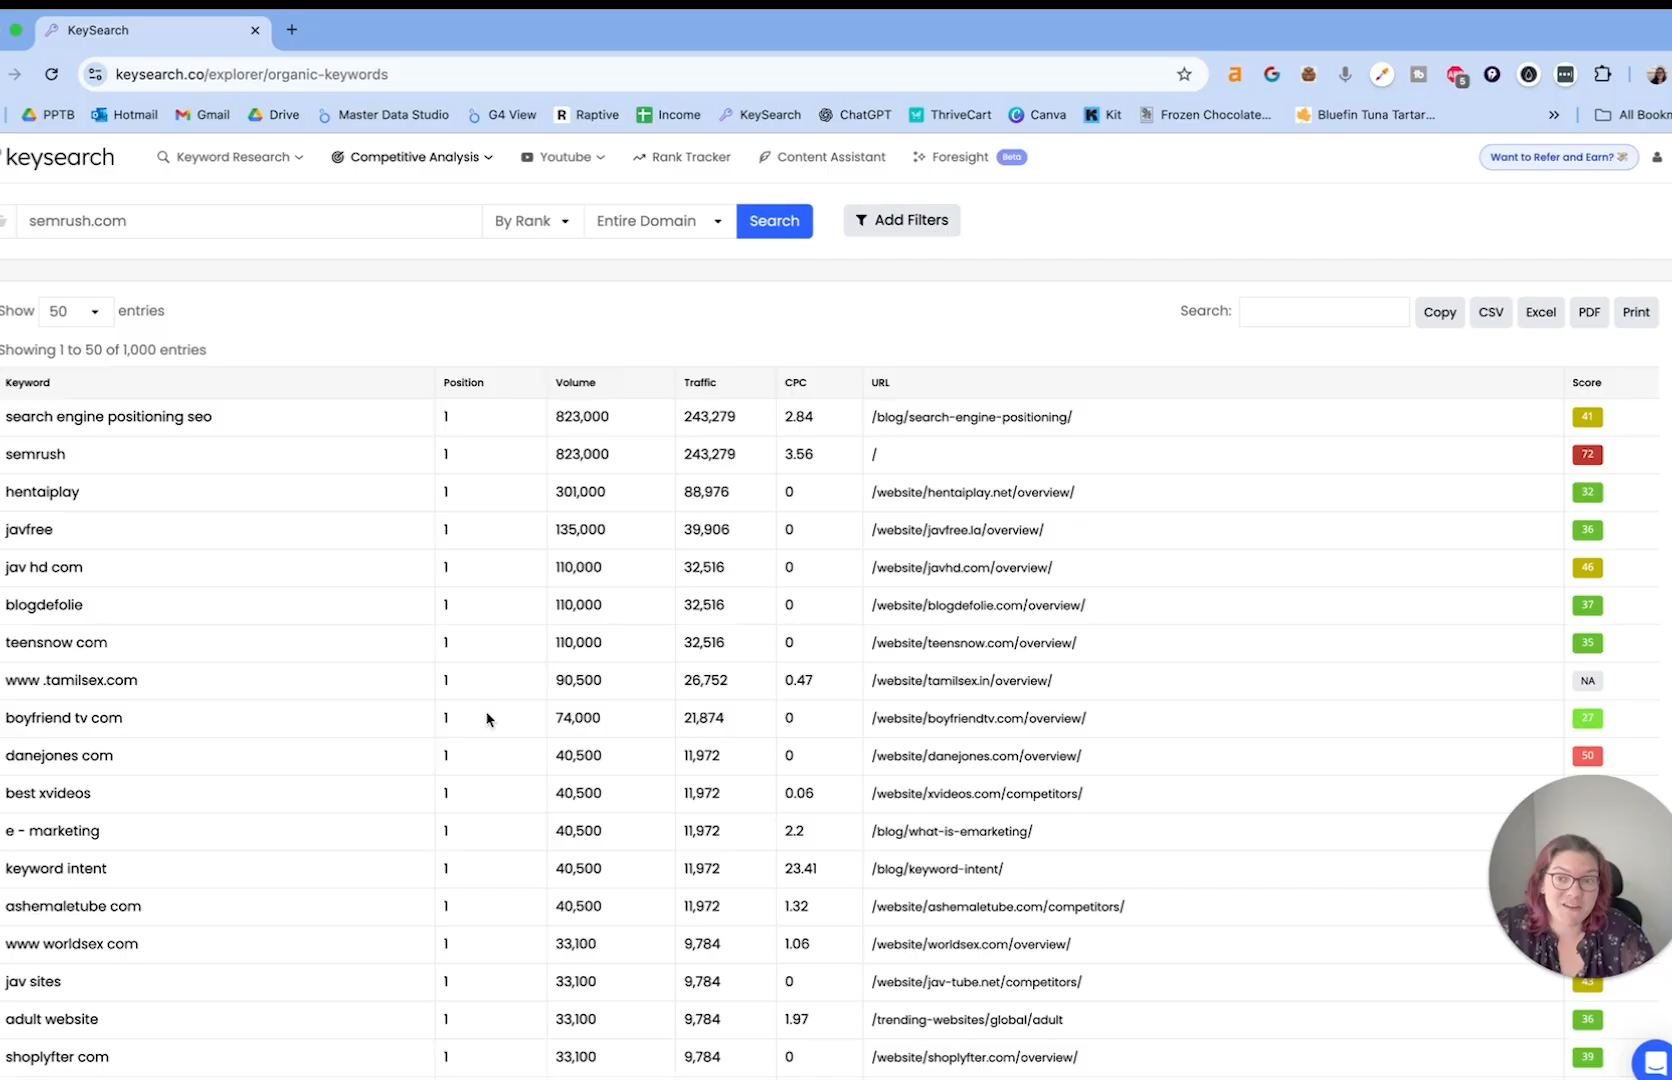 KeySearch
keysearch.co/explorer/organic-keywords
5
PPTB Hotmail Gmail Drive Master Data Studio G4 View Raptive Income KeySearch ChatGPT ThriveCart Canva Kit Frozen Chocolate... Bluefin Tuna Tartar... All Bookm
keysearch Keyword Research Competitive Analysis Youtube Rank Tracker Content Assistant Foresight Beta Want to Refer and Earn?
semrush.com By Rank Entire Domain Search Add Filters
Show 50 entries Search: Copy CSV Excel PDF Print
Showing 1 to 50 of 1,000 entries
Keyword Position Volume Traffic CPC URL Score
search engine positioning seo 1 823,000 243,279 2.84 /blog/search-engine-positioning/ 41
semrush 1 823,000 243,279 3.56 / 72
hentaiplay 1 301,000 88,976 0 /website/hentaiplay.net/overview/ 32
javfree 1 135,000 39,906 0 /website/javfree.la/overview/ 36
jav hd com 1 110,000 32,516 0 /website/javhd.com/overview/ 46
blogdefolie 1 110,000 32,516 0 /website/blogdefolie.com/overview/ 37
teensnow com 1 110,000 32,516 0 /website/teensnow.com/overview/ 35
www .tamilsex.com 1 90,500 26,752 0.47 /website/tamilsex.in/overview/ NA
boyfriend tv com 1 74,000 21,874 0 /website/boyfriendtv.com/overview/ 27
danejones com 1 40,500 11,972 0 /website/danejones.com/overview/ 50
best xvideos 1 40,500 11,972 0.06 /website/xvideos.com/competitors/
e - marketing 1 40,500 11,972 2.2 /blog/what-is-emarketing/
keyword intent 1 40,500 11,972 23.41 /blog/keyword-intent/
ashemaletube com 1 40,500 11,972 1.32 /website/ashemaletube.com/competitors/
www worldsex com 1 33,100 9,784 1.06 /website/worldsex.com/overview/
jav sites 1 33,100 9,784 0 /website/jav-tube.net/competitors/ 43
adult website 1 33,100 9,784 1.97 /trending-websites/global/adult 36
shoplyfter com 1 33,100 9,784 0 /website/shoplyfter.com/overview/ 39